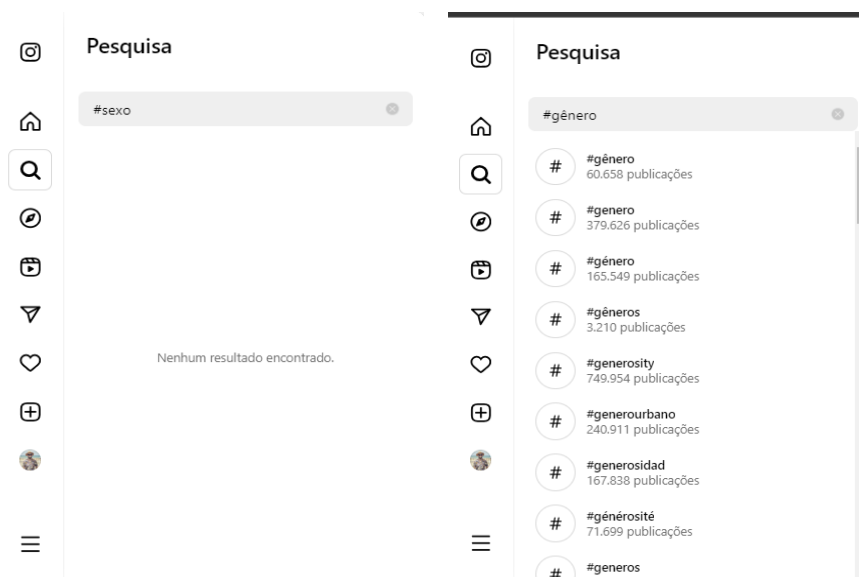 Pesquisa
#sexo
Nenhum resultado encontrado.
Pesquisa
#gênero
#gênero
60.658 publicações
#genero
379.626 publicações
#género
165.549 publicações
#gêneros
3.210 publicações
#generosity
749.954 publicações
#generourbano
240.911 publicações
#generosidad
167.838 publicações
#générosité
71.699 publicações
#generos